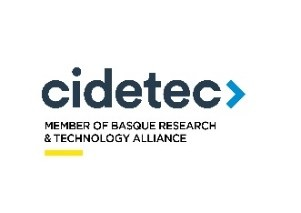 cidetec>
MEMBER OF BASQUE RESEARCH
& TECHNOLOGY ALLIANCE